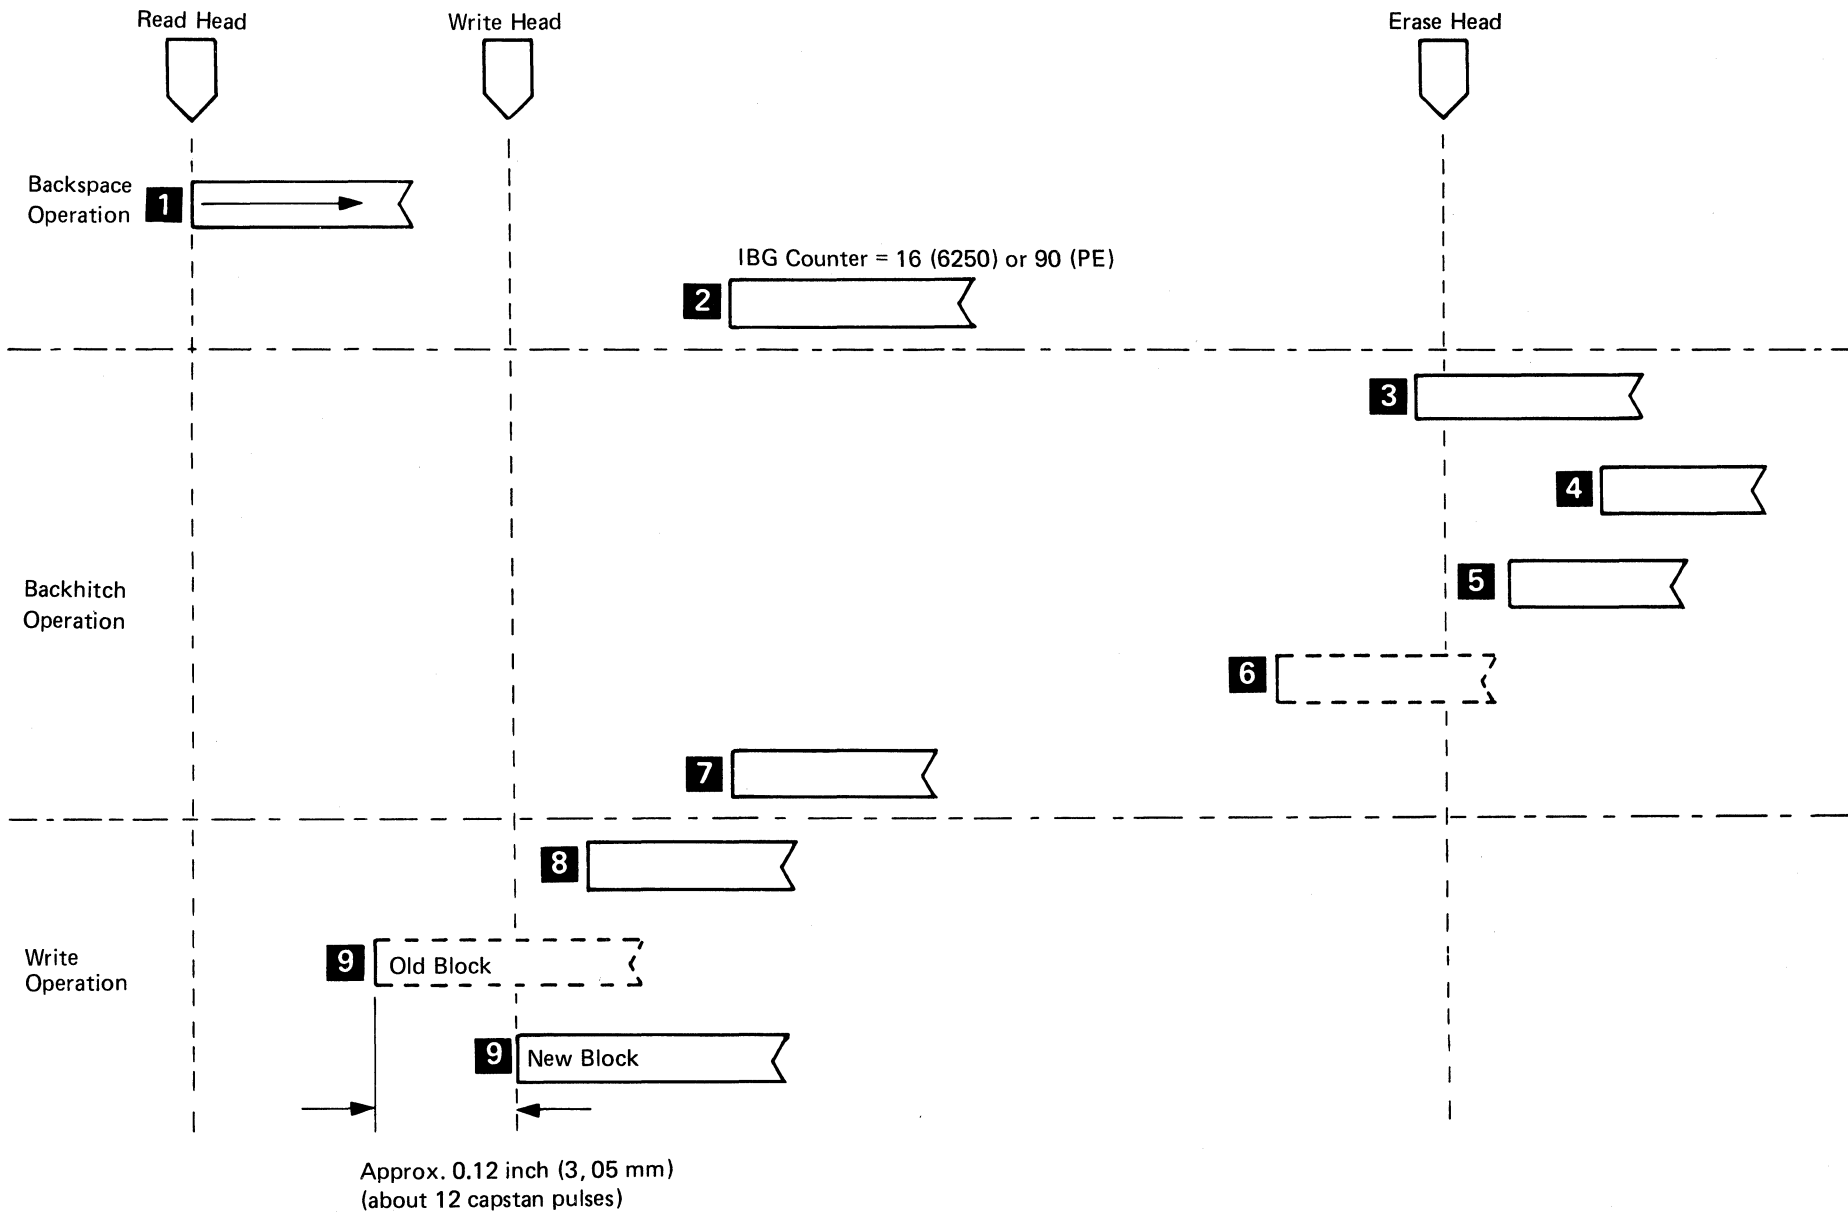 Read Head
Write Head
Erase Head
Backspace
Operation
1
IBG Counter = 16 (6250) or 90 (PE)
2
3
4
5
Backhitch
Operation
6
7
8
9
Old Block
Write
Operation
9
New Block
Approx. 0.12 inch (3, 05 mm)
(about 12 capstan pulses)